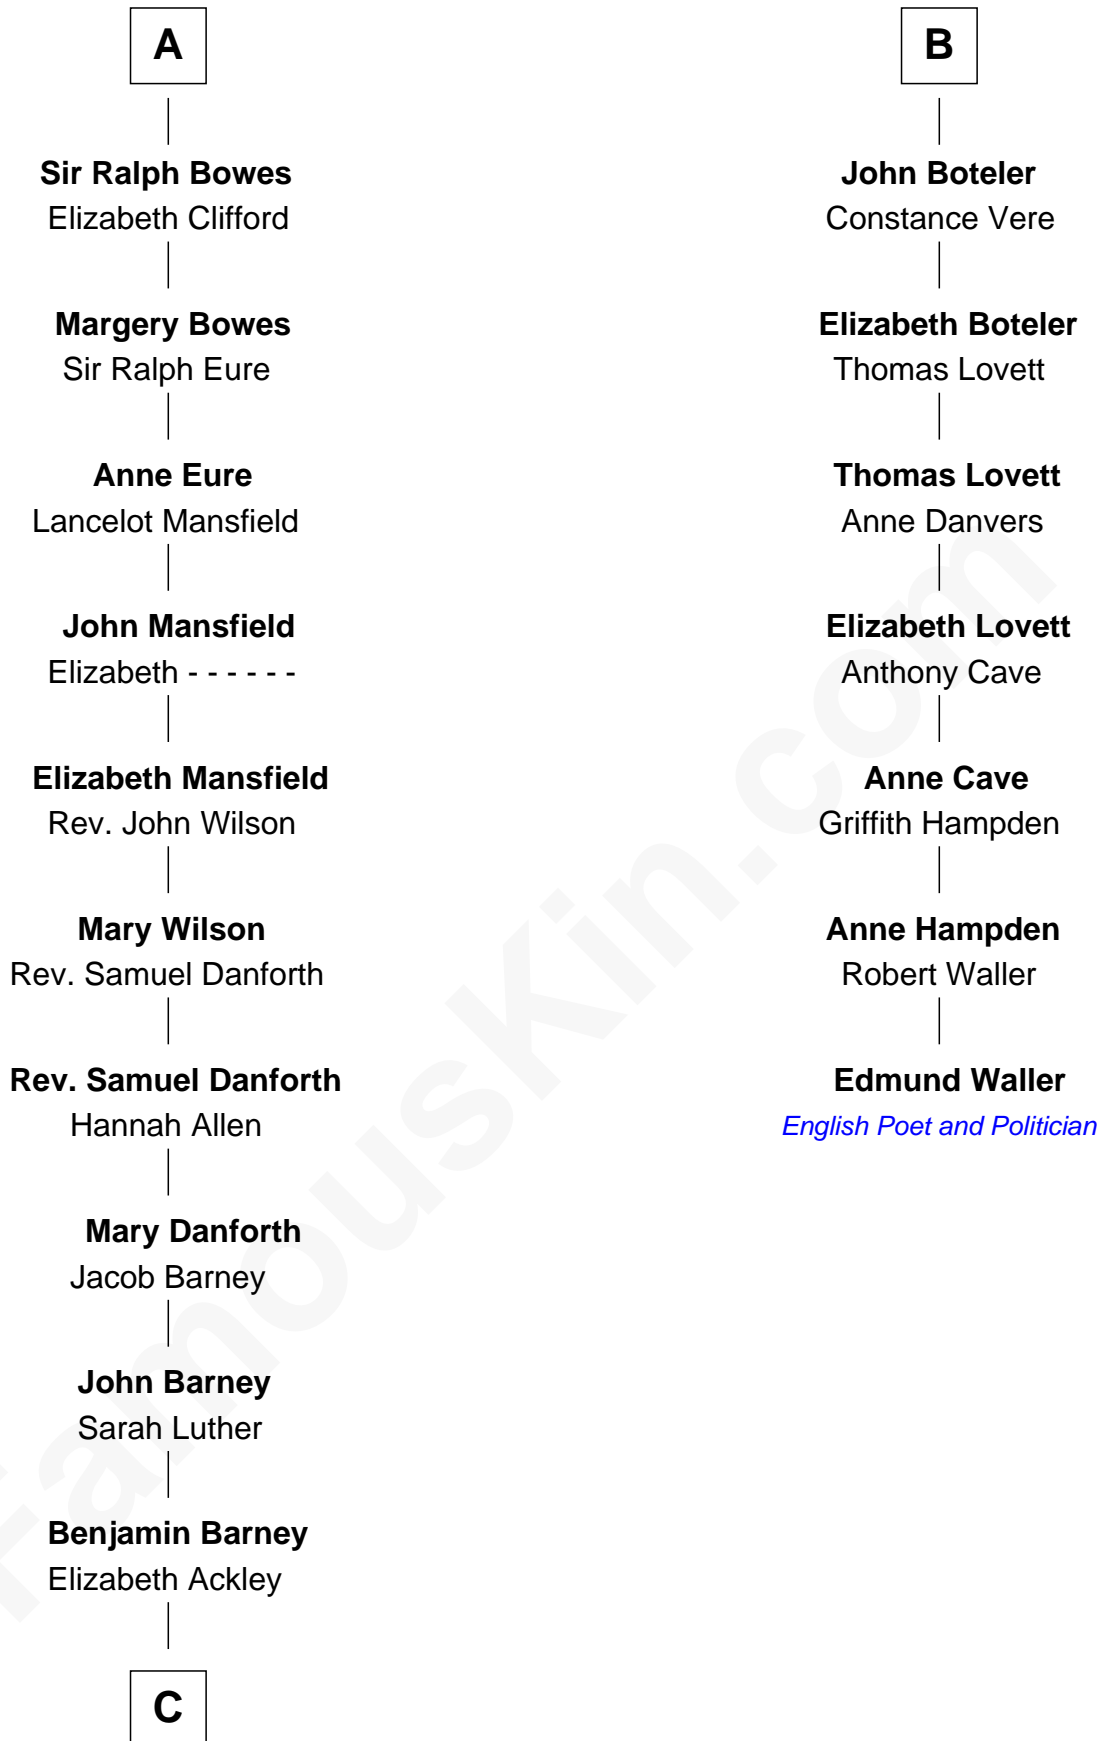 A
Sir Ralph Bowes
Elizabeth Clifford
Margery Bowes
Sir Ralph Eure
Anne Eure
Lancelot Mansfield
John Mansfield
Elizabeth - - - - - -
Elizabeth Mansfield
Rev. John Wilson
Mary Wilson
Rev. Samuel Danforth
Rev. Samuel Danforth
Hannah Allen
Mary Danforth
Jacob Barney
John Barney
Sarah Luther
Benjamin Barney
Elizabeth Ackley
C
B
John Boteler
Constance Vere
Elizabeth Boteler
Thomas Lovett
Thomas Lovett
Anne Danvers
Elizabeth Lovett
Anthony Cave
Anne Cave
Griffith Hampden
Anne Hampden
Robert Waller
Edmund Waller
English Poet and Politician
FamousKin.com